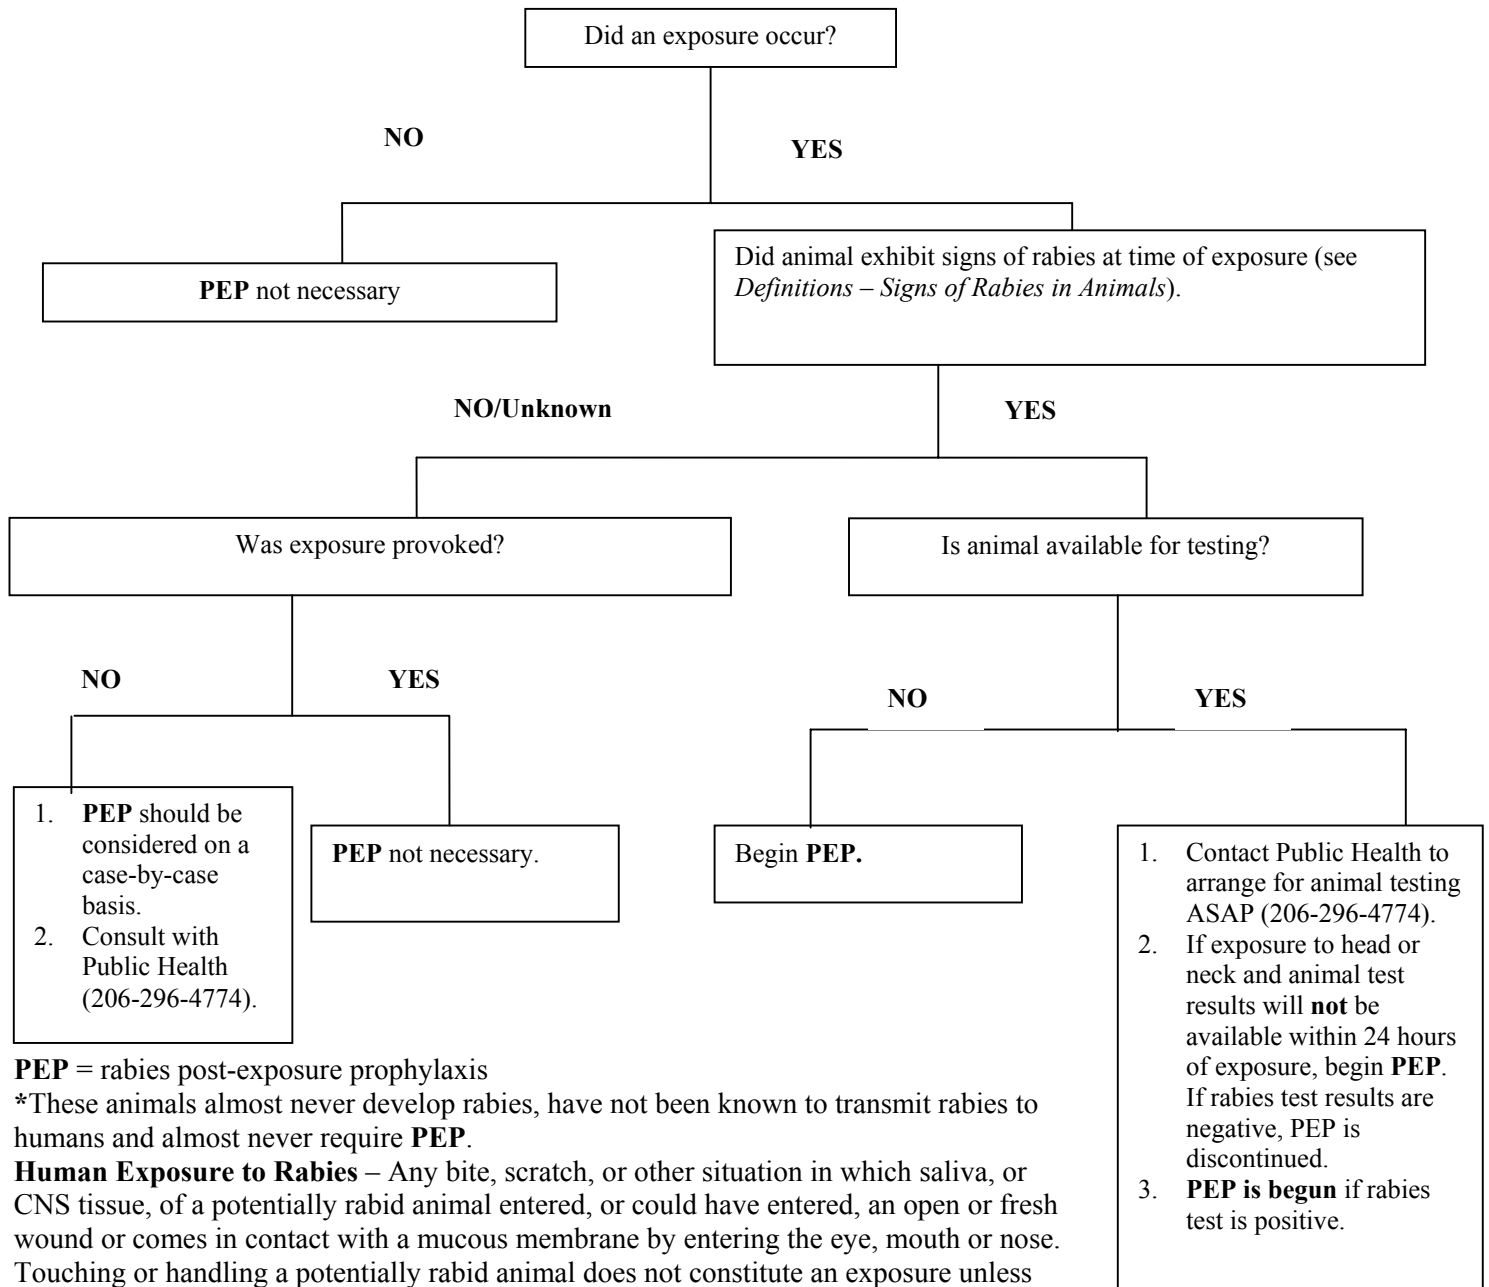 Did an exposure occur?
NO
YES
PEP not necessary
Did animal exhibit signs of rabies at time of exposure (see
Definitions – Signs of Rabies in Animals).
NO/Unknown
YES
Was exposure provoked?
Is animal available for testing?
NO
YES
NO
YES
1. PEP should be
considered on a
case-by-case
basis.
2. Consult with
Public Health
(206-296-4774).
PEP not necessary.
Begin PEP.
1. Contact Public Health to
arrange for animal testing
ASAP (206-296-4774).
2. If exposure to head or
neck and animal test
results will not be
available within 24 hours
of exposure, begin PEP.
If rabies test results are
negative, PEP is
discontinued.
3. PEP is begun if rabies
test is positive.
PEP = rabies post-exposure prophylaxis
*These animals almost never develop rabies, have not been known to transmit rabies to
humans and almost never require PEP.
Human Exposure to Rabies – Any bite, scratch, or other situation in which saliva, or
CNS tissue, of a potentially rabid animal entered, or could have entered, an open or fresh
wound or comes in contact with a mucous membrane by entering the eye, mouth or nose.
Touching or handling a potentially rabid animal does not constitute an exposure unless